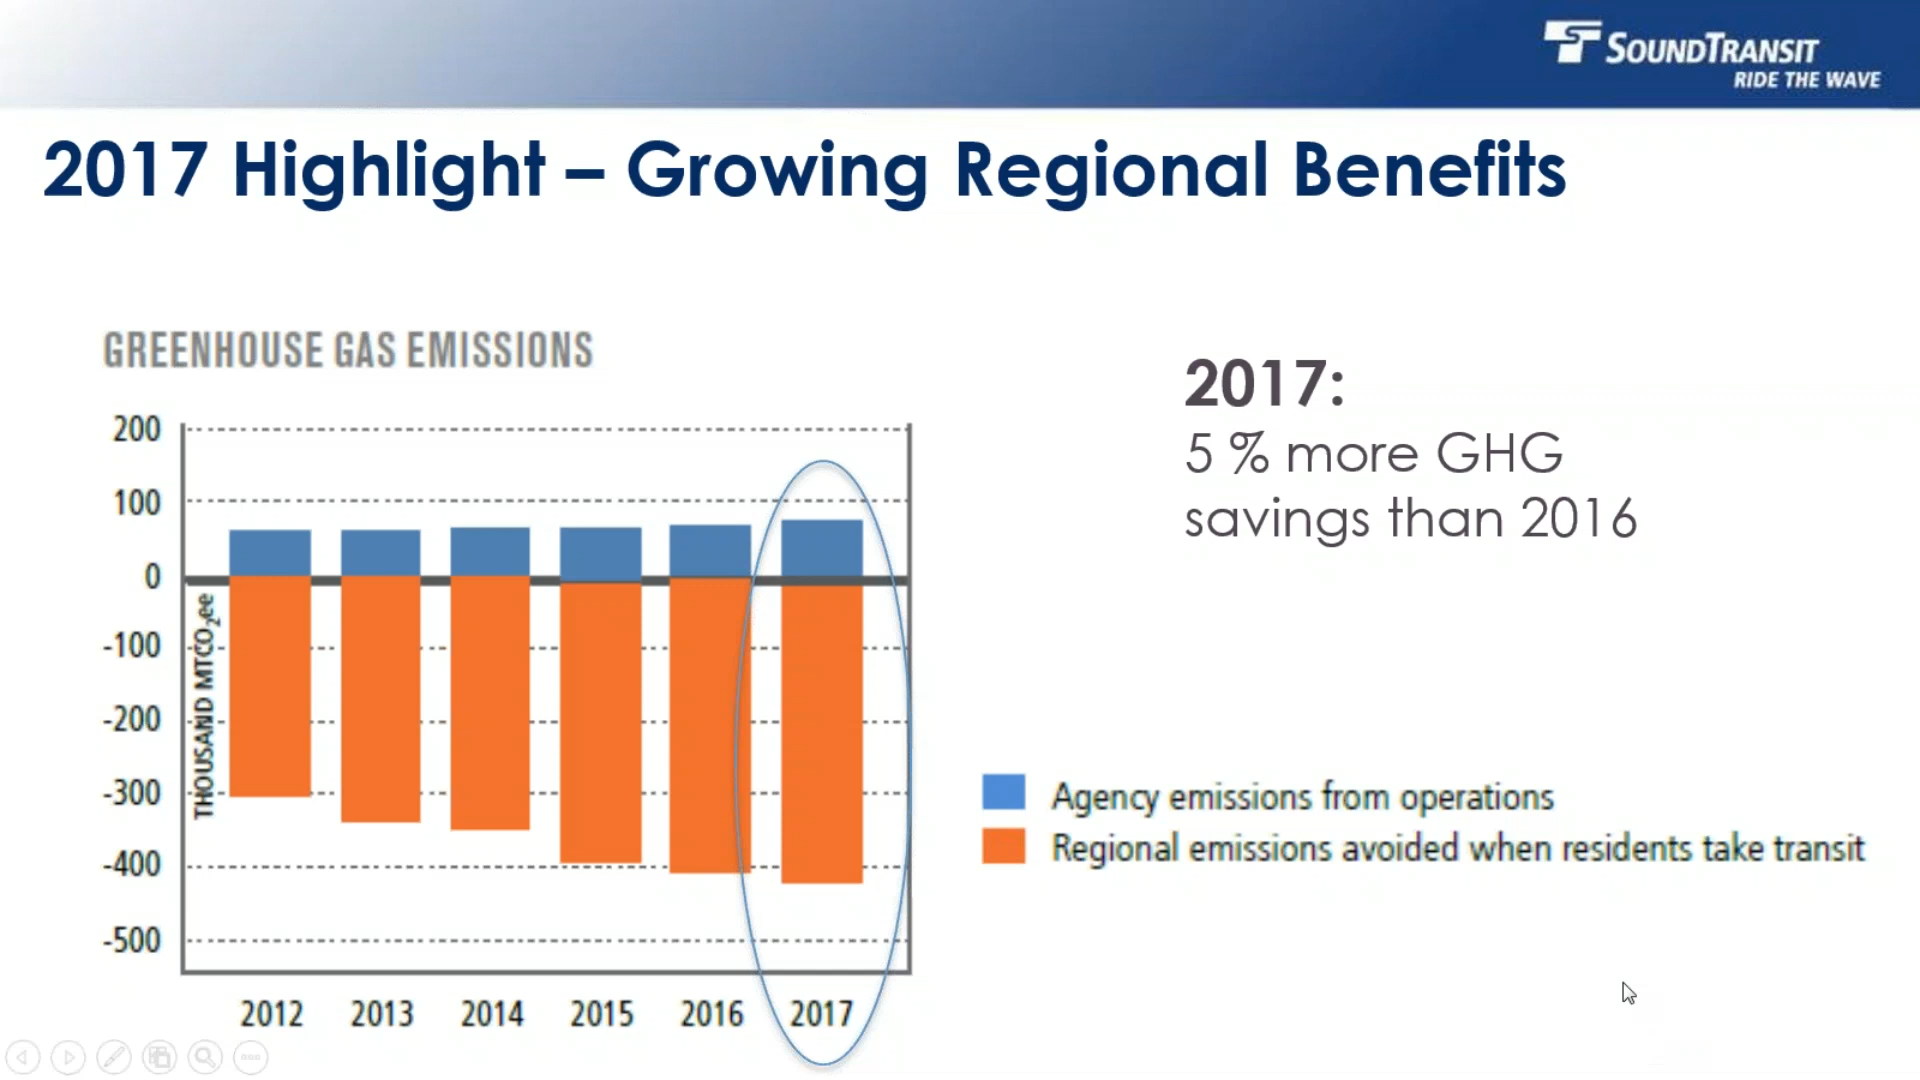 SOUNDTRANSIT
RIDE THE WAVE
2017 Highlight – Growing Regional Benefits
GREENHOUSE GAS EMISSIONS
2017:
5 % more GHG
savings than 2016
200
100
0
-100
-200
-300
-400
-500
THOUSAND MTCO₂ee
2012 2013 2014 2015 2016 2017
Agency emissions from operations
Regional emissions avoided when residents take transit